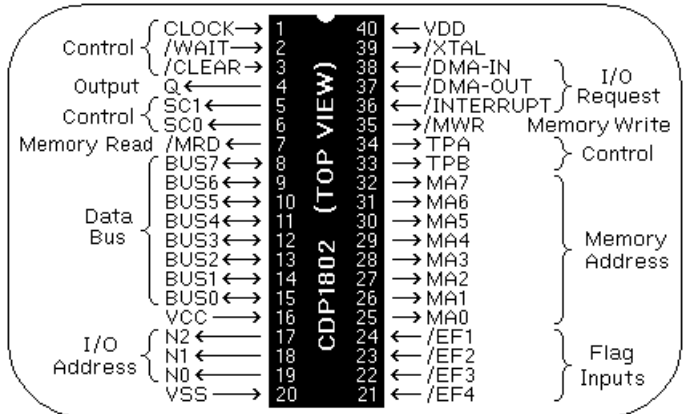 CLOCK→ 1 40 ←VDD
Control /WAIT→ 2 39 →/XTAL
/CLEAR→ 3 38 ←/DMA-IN
Output Q← 4 37 ←/DMA-OUT I/O Request
Control SC1← 5 36 ←/INTERRUPT
SC0← 6 35 →/MWR Memory Write
Memory Read /MRD← 7 34 →TPA
BUS7↔ 8 33 →TPB Control
BUS6↔ 9 32 →MA7
BUS5↔ 10 31 →MA6
Data Bus BUS4↔ 11 30 →MA5
BUS3↔ 12 29 →MA4 Memory Address
BUS2↔ 13 28 →MA3
BUS1↔ 14 27 →MA2
BUS0↔ 15 26 →MA1
VCC→ 16 25 →MA0
I/O Address N2← 17 24 ←/EF1
N1← 18 23 ←/EF2 Flag Inputs
N0← 19 22 ←/EF3
VSS→ 20 21 ←/EF4
CDP1802 (TOP VIEW)